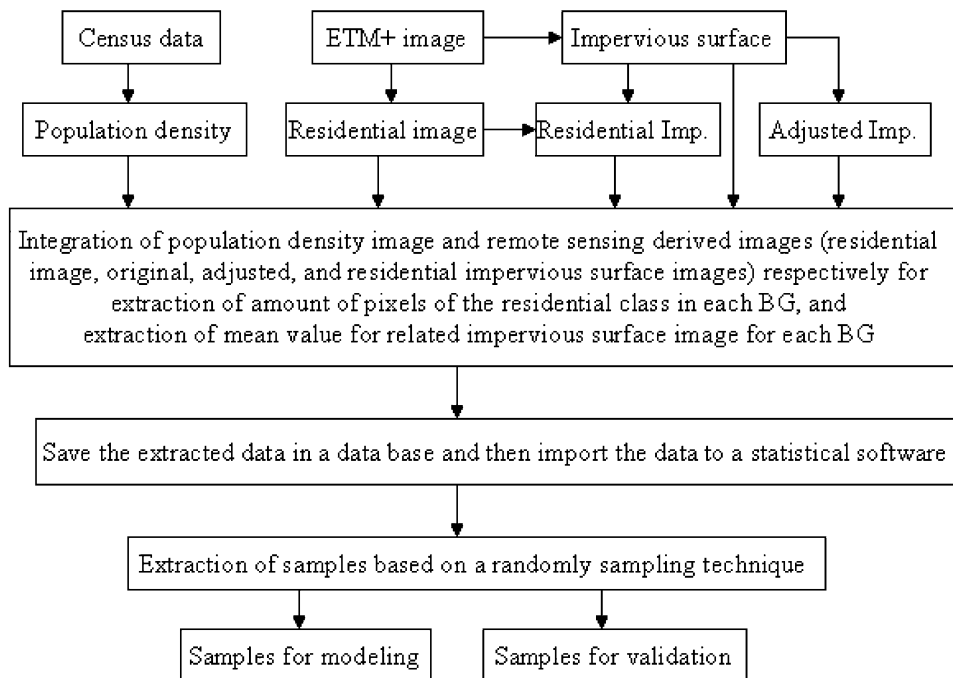 Census data
ETM+ image
Impervious surface
Population density
Residential image
Residential Imp.
Adjusted Imp.
Integration of population density image and remote sensing derived images (residential
image, original, adjusted, and residential impervious surface images) respectively for
extraction of amount of pixels of the residential class in each BG, and
extraction of mean value for related impervious surface image for each BG
Save the extracted data in a data base and then import the data to a statistical software
Extraction of samples based on a randomly sampling technique
Samples for modeling
Samples for validation